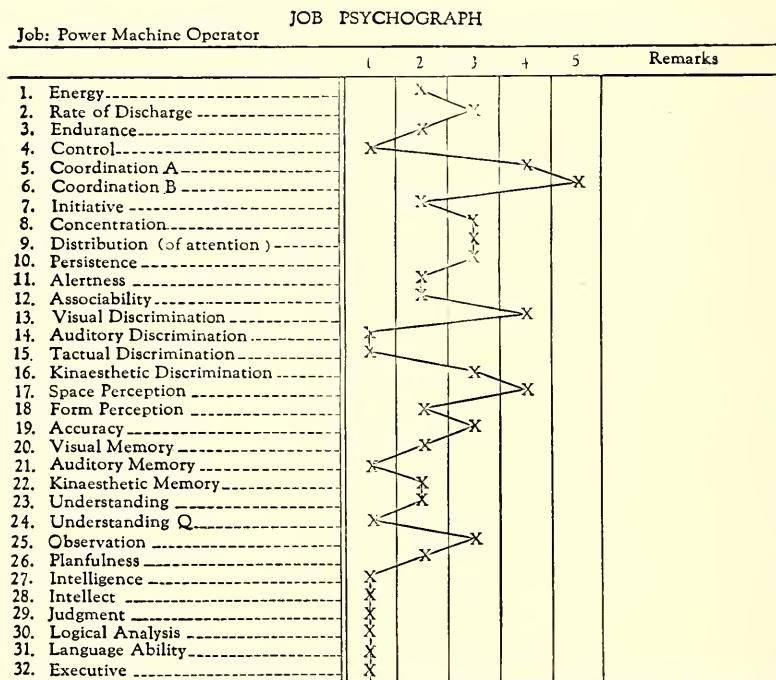 JOB PSYCHOGRAPH
Job: Power Machine Operator
1 2 3 4 5 Remarks
1. Energy
2. Rate of Discharge
3. Endurance
4. Control
5. Coordination A
6. Coordination B
7. Initiative
8. Concentration
9. Distribution (of attention)
10. Persistence
11. Alertness
12. Associability
13. Visual Discrimination
14. Auditory Discrimination
15. Tactual Discrimination
16. Kinaesthetic Discrimination
17. Space Perception
18 Form Perception
19. Accuracy
20. Visual Memory
21. Auditory Memory
22. Kinaesthetic Memory
23. Understanding
24. Understanding Q
25. Observation
26. Planfulness
27. Intelligence
28. Intellect
29. Judgment
30. Logical Analysis
31. Language Ability
32. Executive